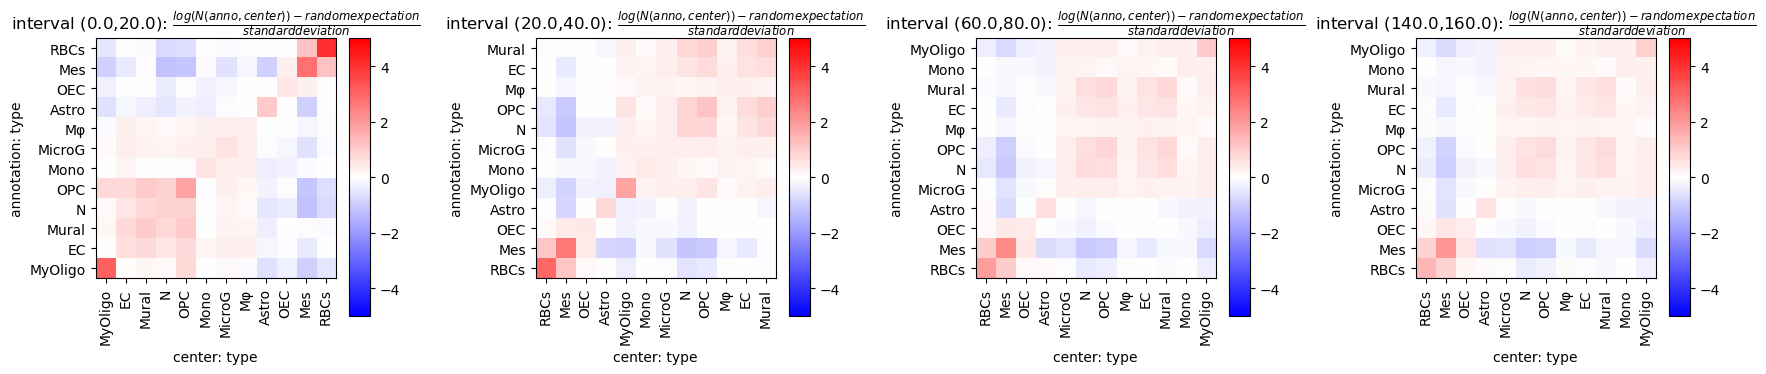 interval (0.0,20.0): log(N(anno, center)) − randomexpectation / standarddeviation
RBCs
Mes
OEC
Astro
Mφ
MicroG
Mono
OPC
N
Mural
EC
MyOligo
annotation: type
MyOligo EC Mural N OPC Mono MicroG Mφ Astro OEC Mes RBCs
center: type
4
2
0
−2
−4
interval (20.0,40.0): log(N(anno, center)) − randomexpectation / standarddeviation
Mural
EC
Mφ
OPC
N
MicroG
Mono
MyOligo
Astro
OEC
Mes
RBCs
annotation: type
RBCs Mes OEC Astro MyOligo Mono MicroG N OPC Mφ EC Mural
center: type
4
2
0
−2
−4
interval (60.0,80.0): log(N(anno, center)) − randomexpectation / standarddeviation
MyOligo
Mono
Mural
EC
Mφ
OPC
N
MicroG
Astro
OEC
Mes
RBCs
annotation: type
RBCs Mes OEC Astro MicroG N OPC Mφ EC Mural Mono MyOligo
center: type
4
2
0
−2
−4
interval (140.0,160.0): log(N(anno, center)) − randomexpectation / standarddeviation
MyOligo
Mono
Mural
EC
Mφ
OPC
N
MicroG
Astro
OEC
Mes
RBCs
annotation: type
RBCs Mes OEC Astro MicroG N OPC Mφ EC Mural Mono MyOligo
center: type
4
2
0
−2
−4